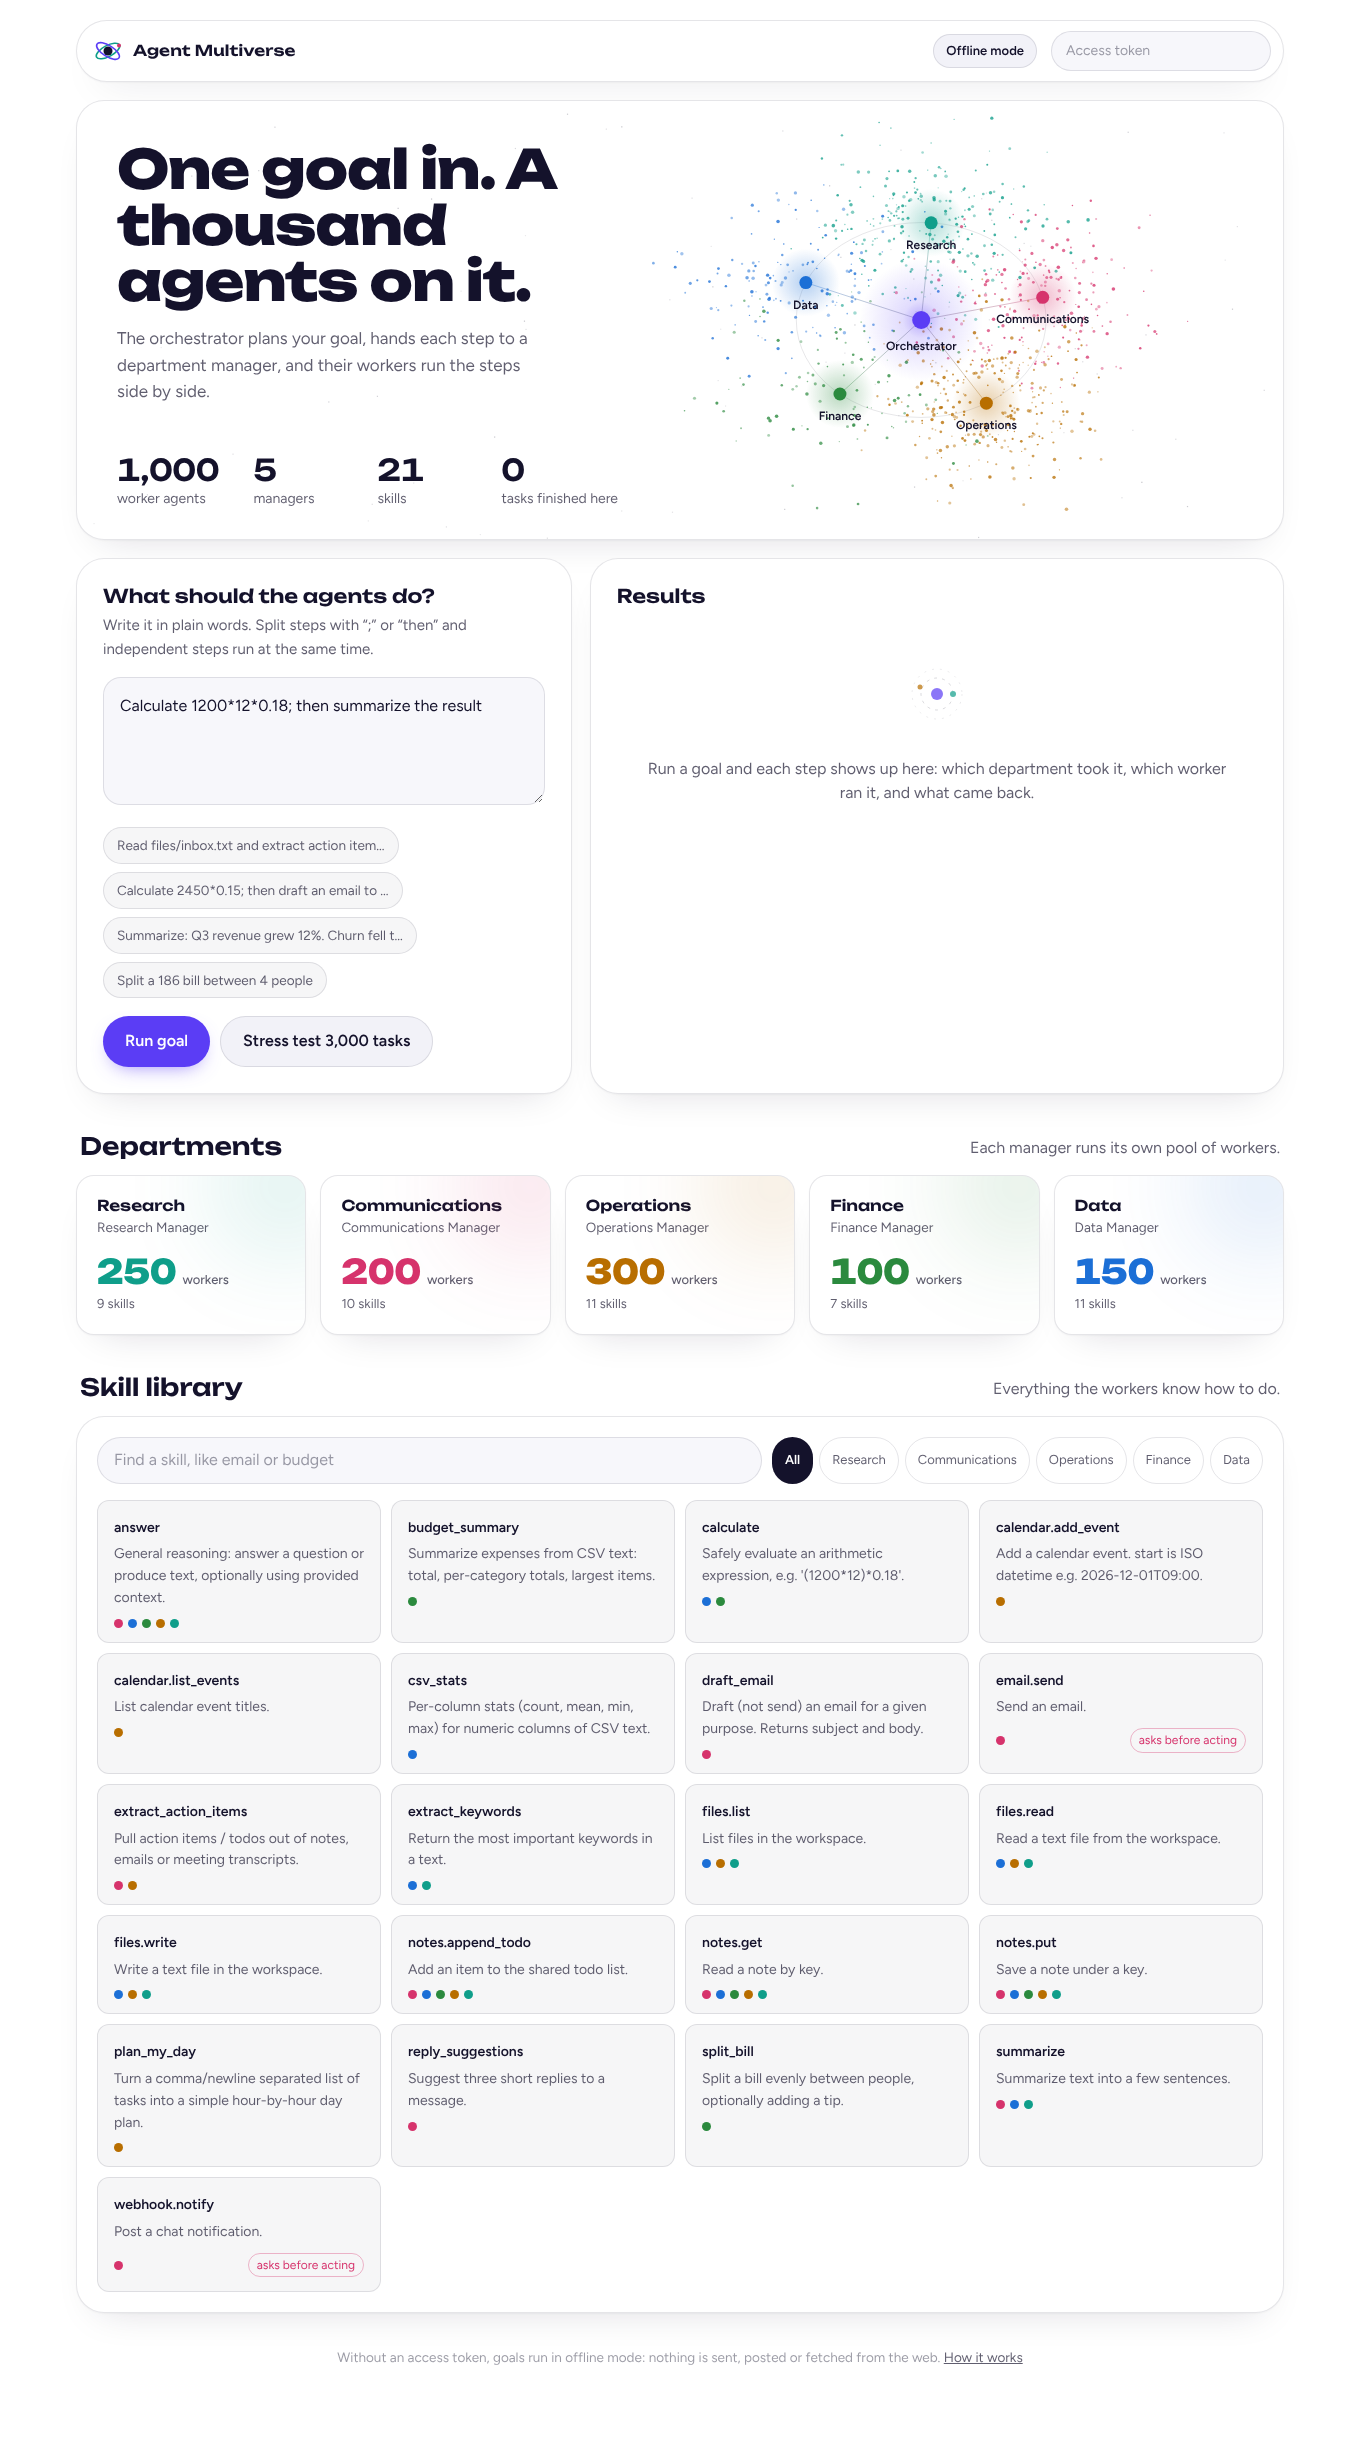 Agent Multiverse
Offline mode
Access token
One goal in. A
thousand
agents on it.
The orchestrator plans your goal, hands each step to a
department manager, and their workers run the steps
side by side.
1,000
worker agents
5
managers
21
skills
0
tasks finished here
Research
Data
Communications
Orchestrator
Finance
Operations
What should the agents do?
Write it in plain words. Split steps with “;” or “then” and
independent steps run at the same time.
Calculate 1200*12*0.18; then summarize the result
Read files/inbox.txt and extract action item…
Calculate 2450*0.15; then draft an email to …
Summarize: Q3 revenue grew 12%. Churn fell t…
Split a 186 bill between 4 people
Run goal
Stress test 3,000 tasks
Results
Run a goal and each step shows up here: which department took it, which worker
ran it, and what came back.
Departments
Each manager runs its own pool of workers.
Research
Research Manager
250 workers
9 skills
Communications
Communications Manager
200 workers
10 skills
Operations
Operations Manager
300 workers
11 skills
Finance
Finance Manager
100 workers
7 skills
Data
Data Manager
150 workers
11 skills
Skill library
Everything the workers know how to do.
Find a skill, like email or budget
All
Research
Communications
Operations
Finance
Data
answer
General reasoning: answer a question or
produce text, optionally using provided
context.
budget_summary
Summarize expenses from CSV text:
total, per-category totals, largest items.
calculate
Safely evaluate an arithmetic
expression, e.g. '(1200*12)*0.18'.
calendar.add_event
Add a calendar event. start is ISO
datetime e.g. 2026-12-01T09:00.
calendar.list_events
List calendar event titles.
csv_stats
Per-column stats (count, mean, min,
max) for numeric columns of CSV text.
draft_email
Draft (not send) an email for a given
purpose. Returns subject and body.
email.send
Send an email.
asks before acting
extract_action_items
Pull action items / todos out of notes,
emails or meeting transcripts.
extract_keywords
Return the most important keywords in
a text.
files.list
List files in the workspace.
files.read
Read a text file from the workspace.
files.write
Write a text file in the workspace.
notes.append_todo
Add an item to the shared todo list.
notes.get
Read a note by key.
notes.put
Save a note under a key.
plan_my_day
Turn a comma/newline separated list of
tasks into a simple hour-by-hour day
plan.
reply_suggestions
Suggest three short replies to a
message.
split_bill
Split a bill evenly between people,
optionally adding a tip.
summarize
Summarize text into a few sentences.
webhook.notify
Post a chat notification.
asks before acting
Without an access token, goals run in offline mode: nothing is sent, posted or fetched from the web. How it works